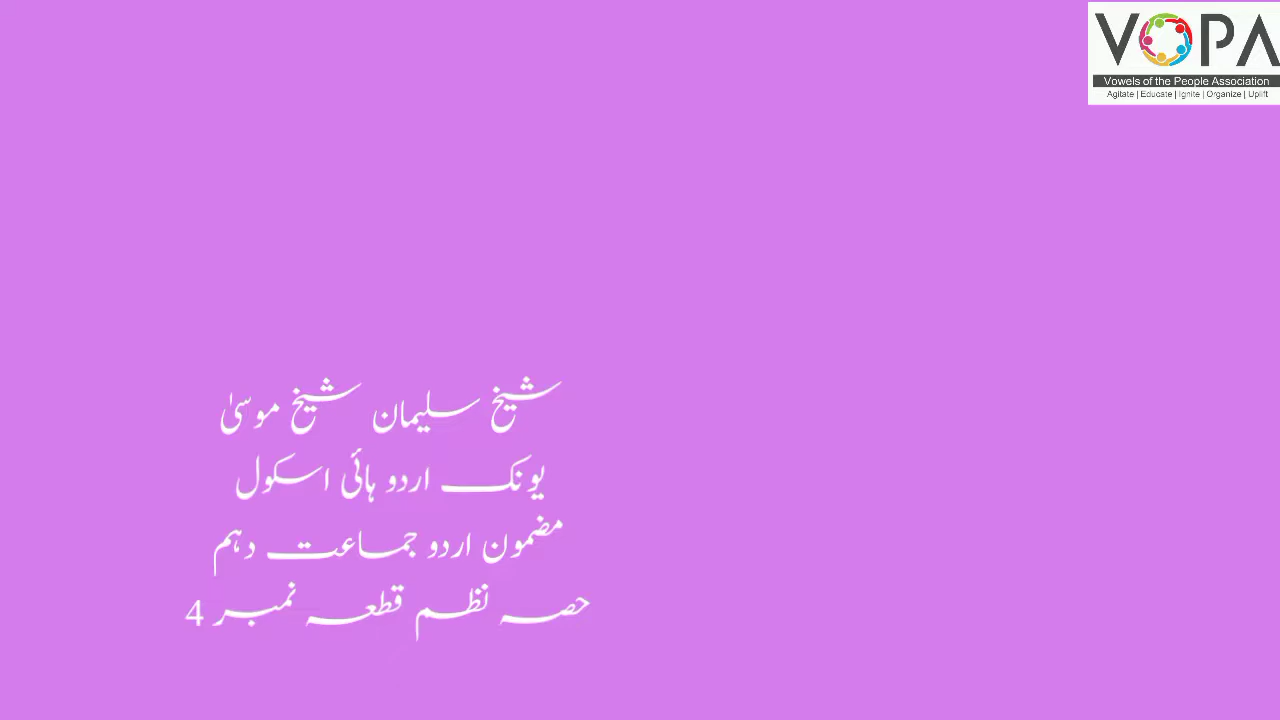 VOPA
Vowels of the People Association
Agitate | Educate | Ignite | Organize | Uplift
شیخ سلیمان شیخ موسیٰ
یونک اردو ہائی اسکول
مضمون اردو جماعت دہم
حصہ نظم قطعہ نمبر 4